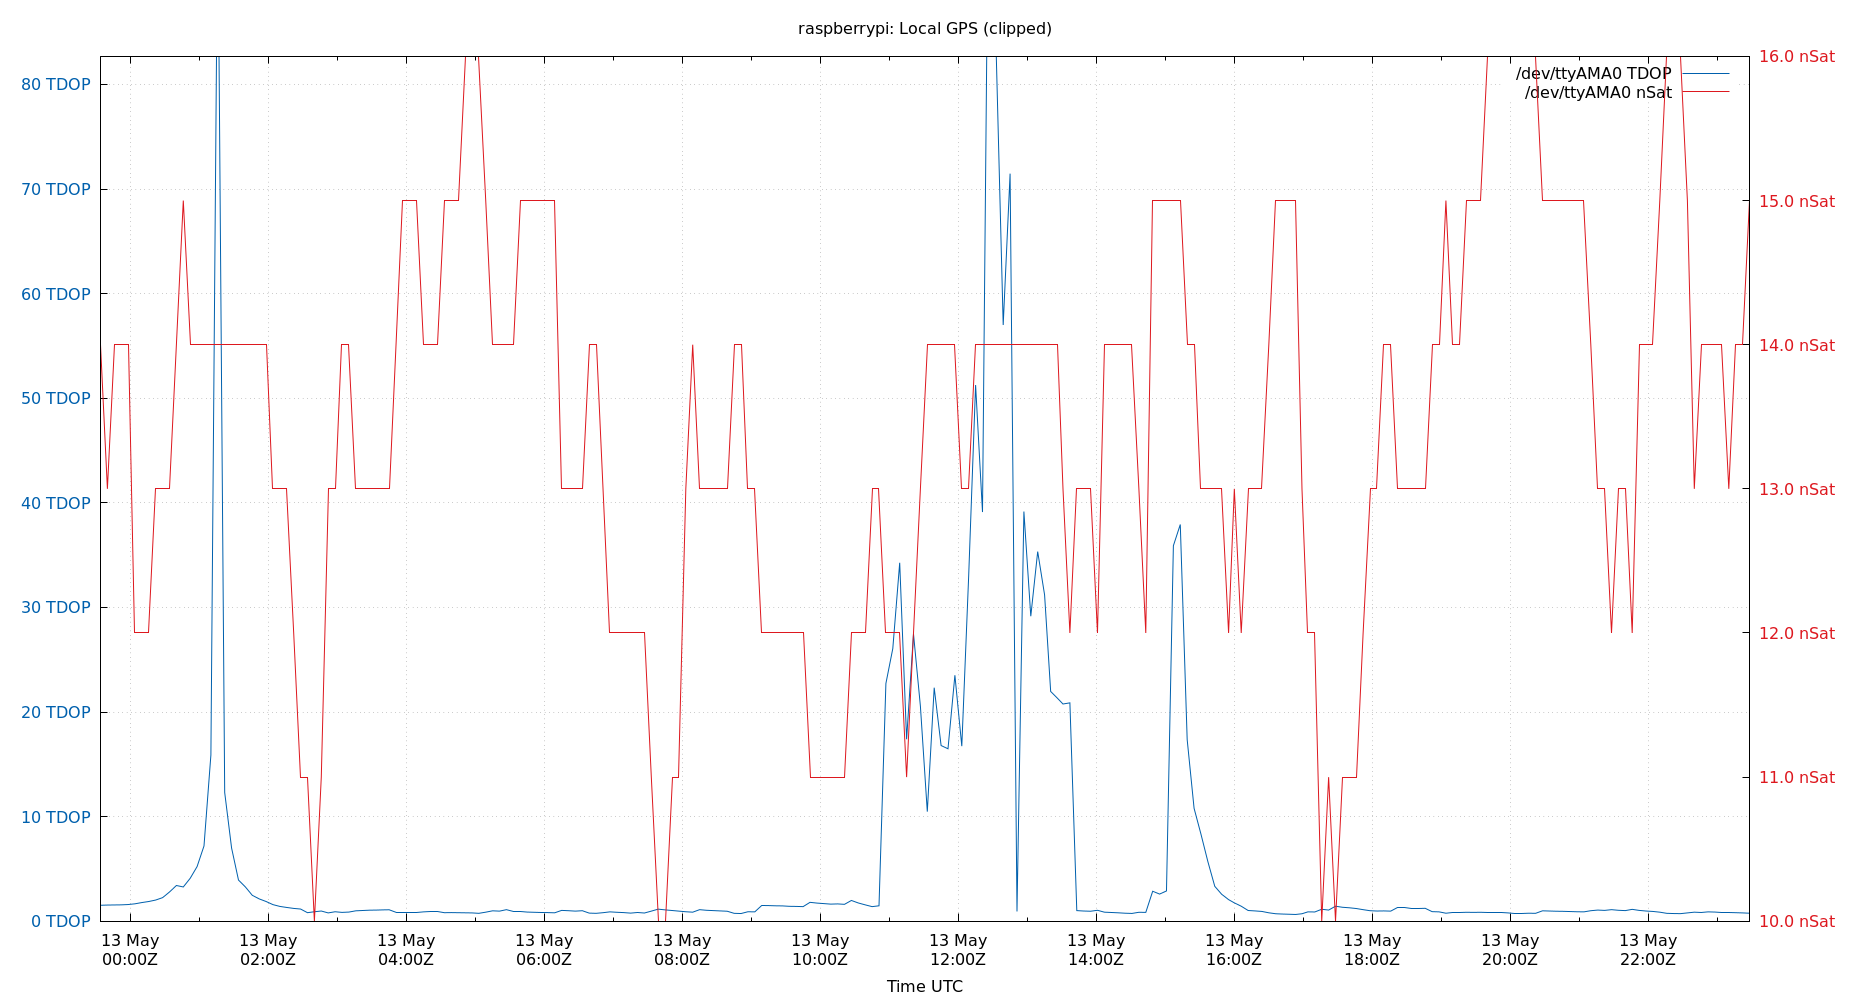 raspberrypi: Local GPS (clipped)
/dev/ttyAMA0 TDOP
/dev/ttyAMA0 nSat
80 TDOP
70 TDOP
60 TDOP
50 TDOP
40 TDOP
30 TDOP
20 TDOP
10 TDOP
0 TDOP
16.0 nSat
15.0 nSat
14.0 nSat
13.0 nSat
12.0 nSat
11.0 nSat
10.0 nSat
13 May 13 May 13 May 13 May 13 May 13 May 13 May 13 May 13 May 13 May 13 May 13 May
00:00Z 02:00Z 04:00Z 06:00Z 08:00Z 10:00Z 12:00Z 14:00Z 16:00Z 18:00Z 20:00Z 22:00Z
Time UTC